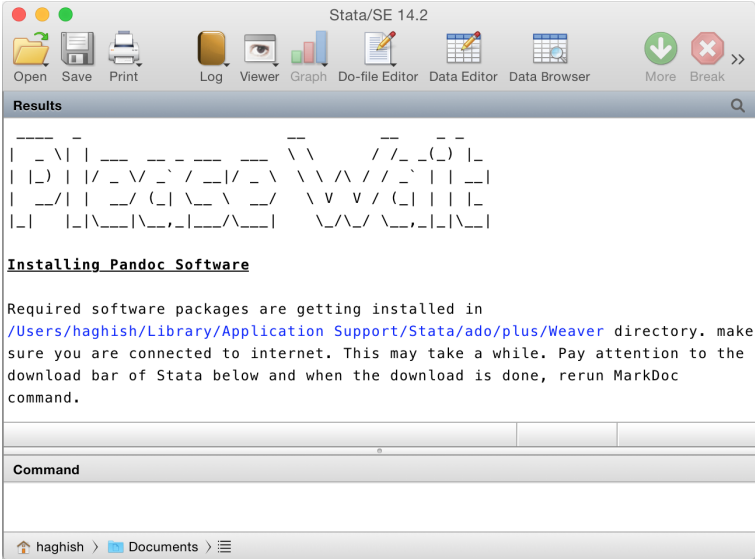 Stata/SE 14.2
Open Save Print Log Viewer Graph Do-file Editor Data Editor Data Browser More Break »
Results
Please Wait
Installing Pandoc Software
Required software packages are getting installed in
/Users/haghish/Library/Application Support/Stata/ado/plus/Weaver directory. make
sure you are connected to internet. This may take a while. Pay attention to the
download bar of Stata below and when the download is done, rerun MarkDoc
command.
Command
haghish 〉 Documents 〉